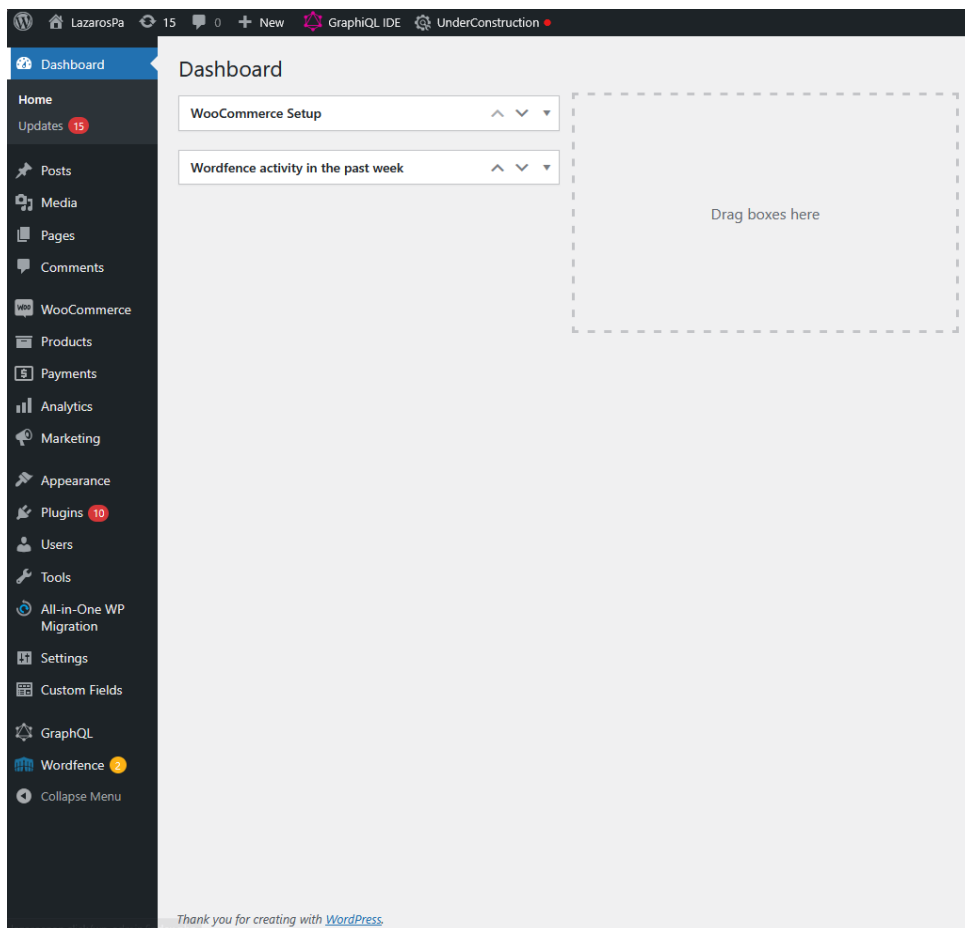 LazarosPa 15 0 New GraphiQL IDE UnderConstruction
Dashboard
Home
Updates 15
Posts
Media
Pages
Comments
WooCommerce
Products
Payments
Analytics
Marketing
Appearance
Plugins 10
Users
Tools
All-in-One WP
Migration
Settings
Custom Fields
GraphQL
Wordfence 2
Collapse Menu
Dashboard
WooCommerce Setup
Wordfence activity in the past week
Drag boxes here
Thank you for creating with WordPress.